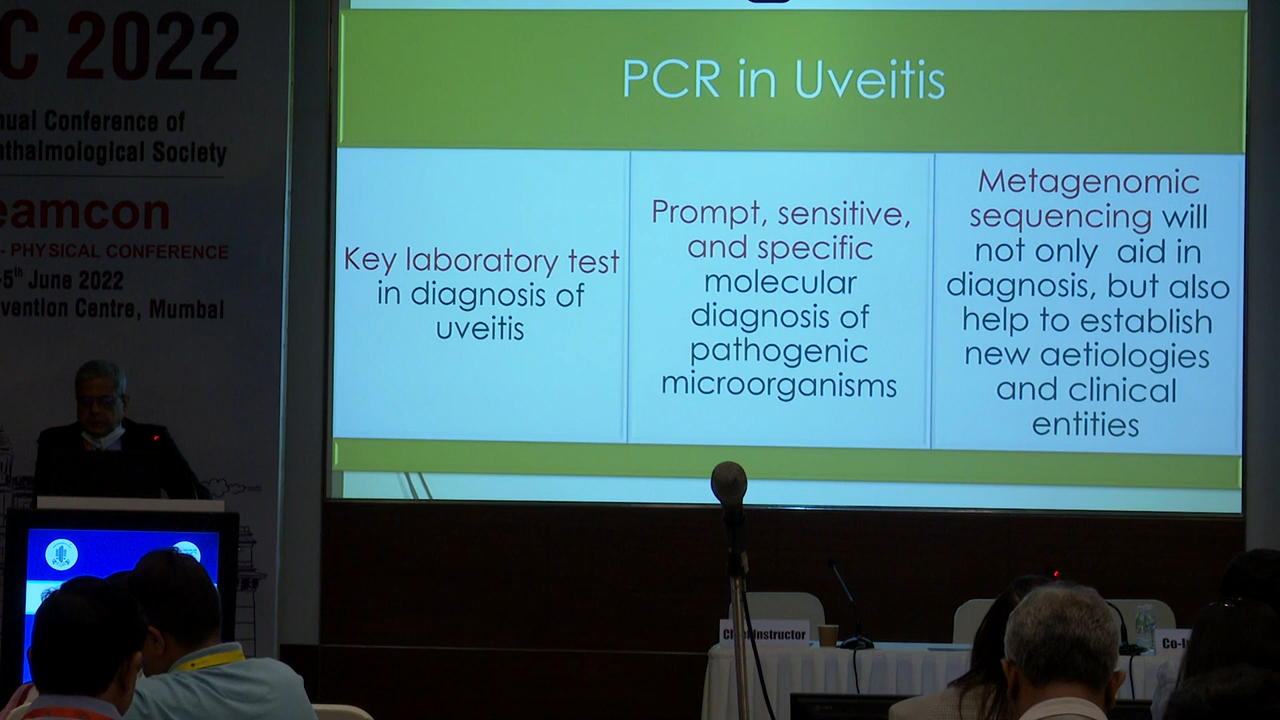 C 2022
nual Conference of
hthalmological Society
eamcon
- PHYSICAL CONFERENCE
-5th June 2022
vention Centre, Mumbai
PCR in Uveitis
Key laboratory test
in diagnosis of
uveitis
Prompt, sensitive,
and specific
molecular
diagnosis of
pathogenic
microorganisms
Metagenomic
sequencing will
not only aid in
diagnosis, but also
help to establish
new aetiologies
and clinical
entities
Instructor